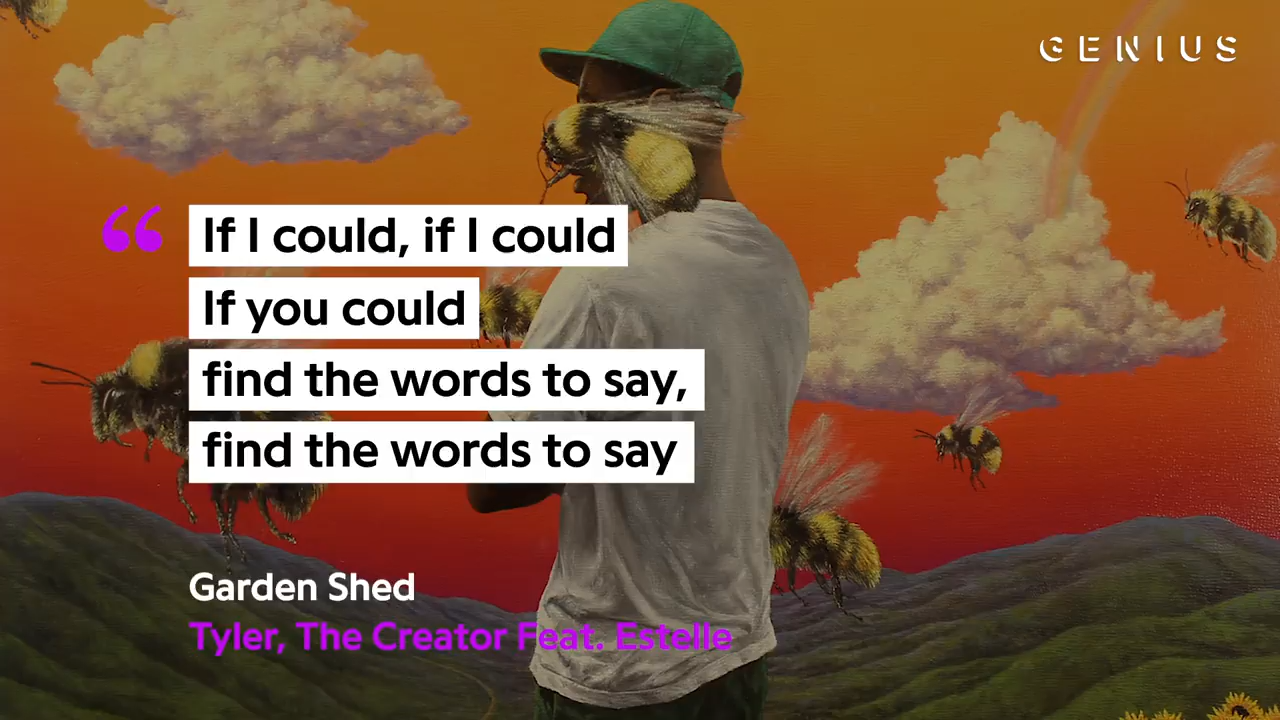 GENIUS
“
If I could, if I could
If you could
find the words to say,
find the words to say
Garden Shed
Tyler, The Creator Feat. Estelle